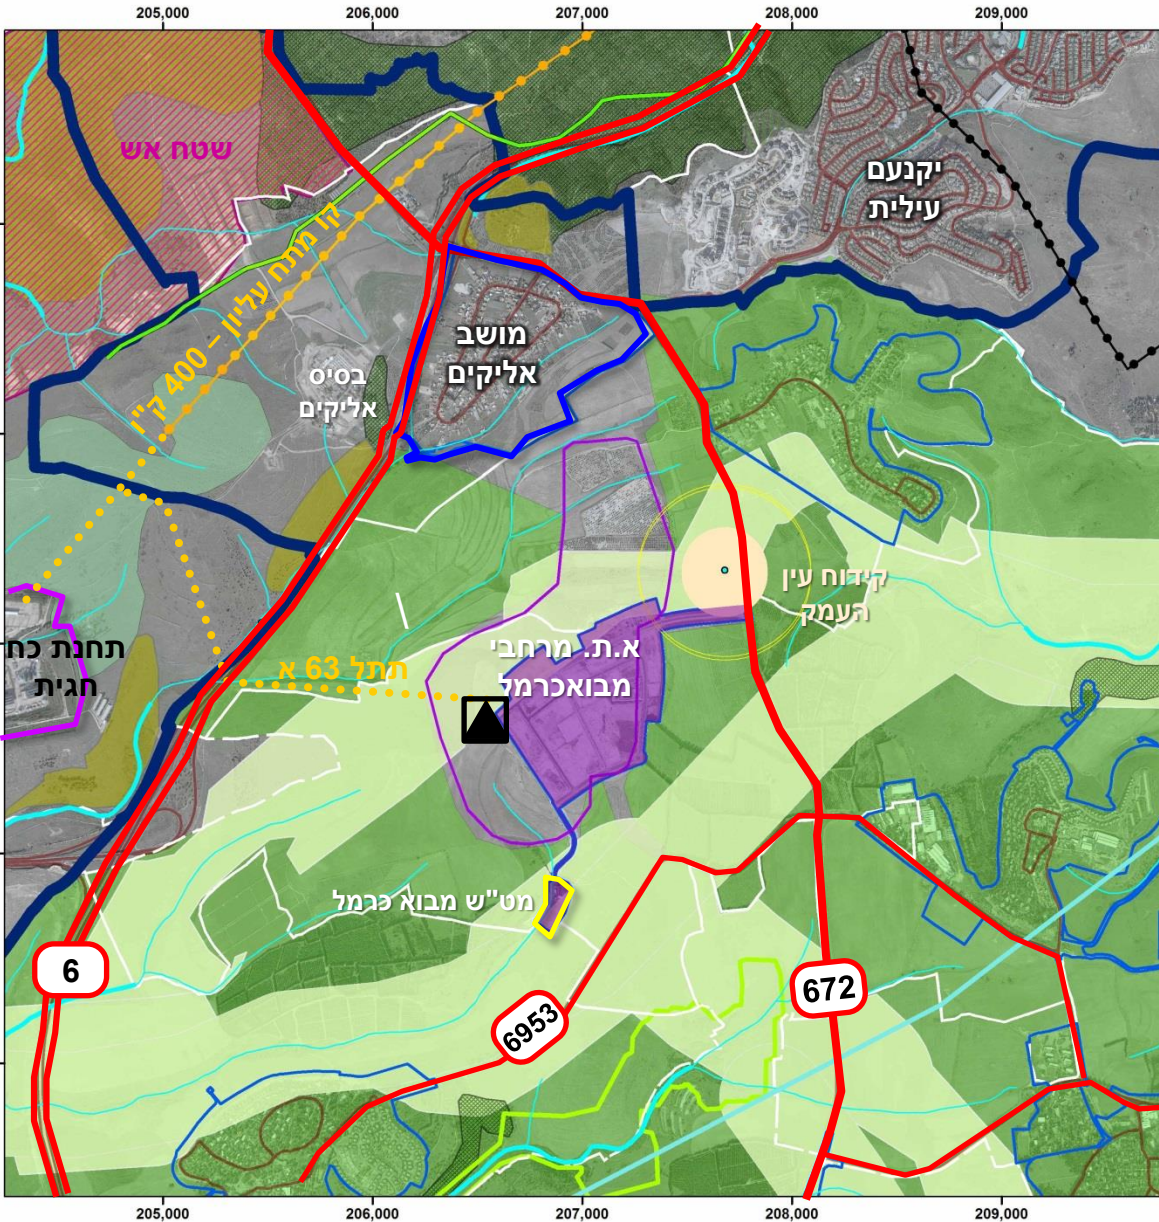 205,000 206,000 207,000 208,000 209,000
שטח אש
יקנעם
עילית
קו מתח עליון – 400 ק"ו
מושב
אליקים
בסיס
אליקים
קידוח עין
העמק
תחנת כח
חגית
תתל 63 א
א.ת. מרחבי
מבואכרמל
מט"ש מבוא כרמל
6
672
6953
205,000 206,000 207,000 208,000 209,000